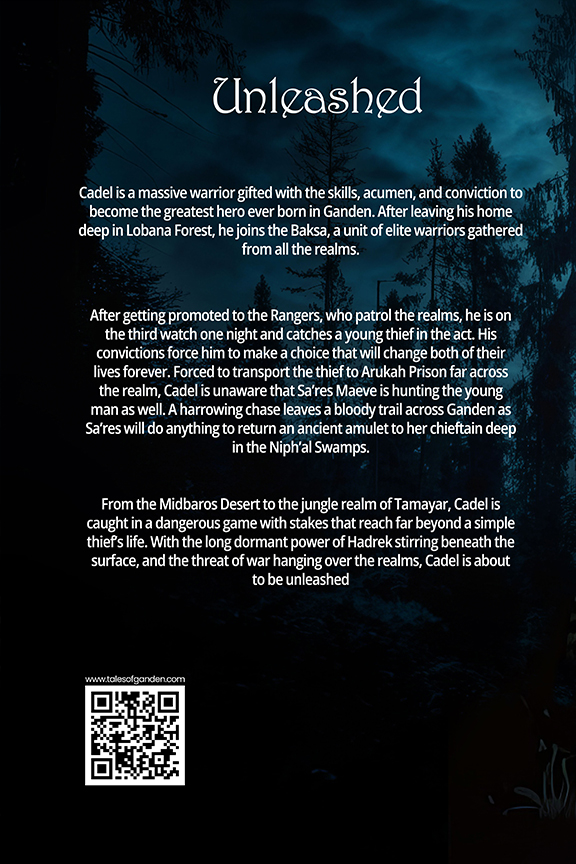 Unleashed
Cadel is a massive warrior gifted with the skills, acumen, and conviction to
become the greatest hero ever born in Ganden. After leaving his home
deep in Lobana Forest, he joins the Baksa, a unit of elite warriors gathered
from all the realms.
After getting promoted to the Rangers, who patrol the realms, he is on
the third watch one night and catches a young thief in the act. His
convictions force him to make a choice that will change both of their
lives forever. Forced to transport the thief to Arukah Prison far across
the realm, Cadel is unaware that Sa’res Maeve is hunting the young
man as well. A harrowing chase leaves a bloody trail across Ganden as
Sa’res will do anything to return an ancient amulet to her chieftain deep
in the Niph’al Swamps.
From the Midbaros Desert to the jungle realm of Tamayar, Cadel is
caught in a dangerous game with stakes that reach far beyond a simple
thief’s life. With the long dormant power of Hadrek stirring beneath the
surface, and the threat of war hanging over the realms, Cadel is about
to be unleashed
www.talesofganden.com